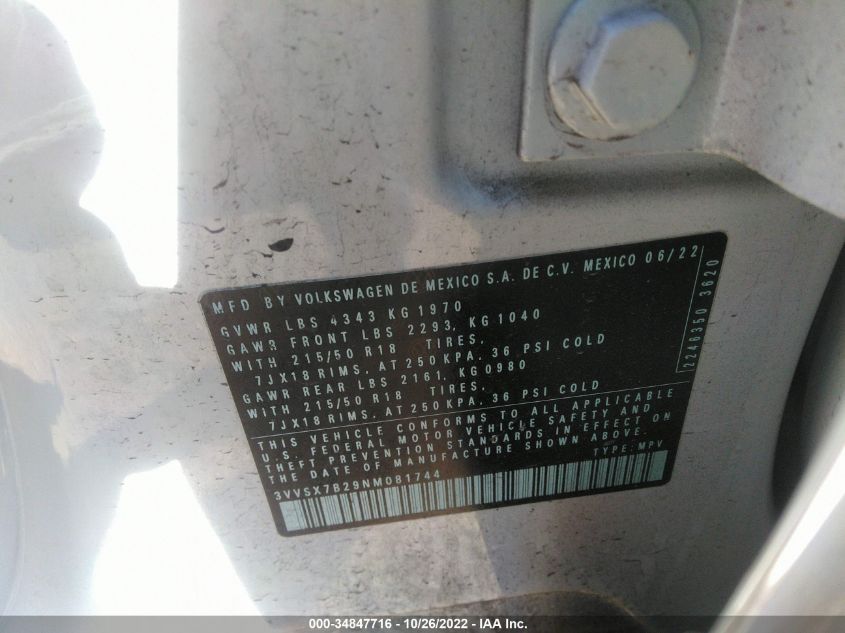 MFD BY VOLKSWAGEN DE MEXICO S.A. DE C.V. MEXICO 06/22
GVWR LBS 4343 KG 1970
GAWR FRONT LBS 2293, KG 1040
WITH 215/50 R18 TIRES,
7JX18 RIMS, AT 250 KPA, 36 PSI COLD
GAWR REAR LBS 2161, KG 0980
WITH 215/50 R18 TIRES,
7JX18 RIMS, AT 250 KPA, 36 PSI COLD
THIS VEHICLE CONFORMS TO ALL APPLICABLE
U.S. FEDERAL MOTOR VEHICLE SAFETY AND
THEFT PREVENTION STANDARDS IN EFFECT ON
THE DATE OF MANUFACTURE SHOWN ABOVE.
3VVSX7B29NM081744 TYPE: MPV
2246350 3620
000-34847716 - 10/26/2022 - IAA Inc.